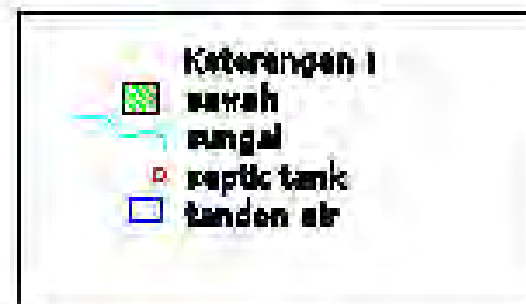 Keterangan :
sawah
sungai
septic tank
tandon air